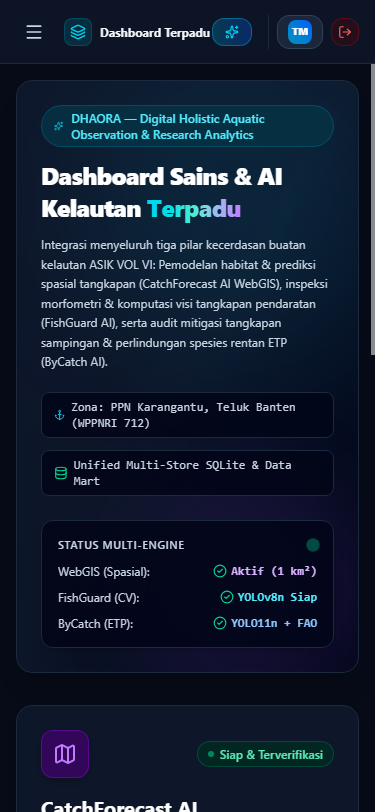 Dashboard Terpadu
TM
DHAORA — Digital Holistic Aquatic
Observation & Research Analytics
Dashboard Sains & AI
Kelautan Terpadu
Integrasi menyeluruh tiga pilar kecerdasan buatan
kelautan ASIK VOL VI: Pemodelan habitat & prediksi
spasial tangkapan (CatchForecast AI WebGIS), inspeksi
morfometri & komputasi visi tangkapan pendaratan
(FishGuard AI), serta audit mitigasi tangkapan
sampingan & perlindungan spesies rentan ETP
(ByCatch AI).
Zona: PPN Karangantu, Teluk Banten
(WPPNRI 712)
Unified Multi-Store SQLite & Data
Mart
STATUS MULTI-ENGINE
WebGIS (Spasial): Aktif (1 km²)
FishGuard (CV): YOLOv8n Siap
ByCatch (ETP): YOLO11n + FAO
Siap & Terverifikasi
CatchForecast AI